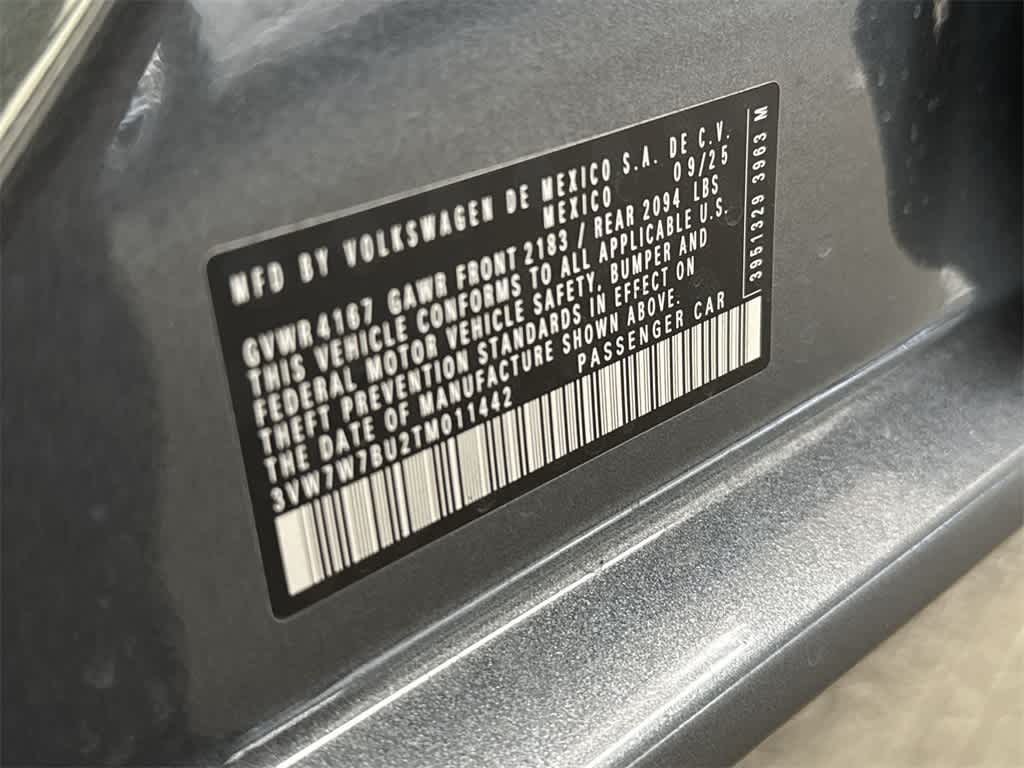 MFD BY VOLKSWAGEN DE MEXICO S.A. DE C.V.
MEXICO 09/25
GVWR 4167 GAWR FRONT 2183 / REAR 2094 LBS
THIS VEHICLE CONFORMS TO ALL APPLICABLE U.S.
FEDERAL MOTOR VEHICLE SAFETY, BUMPER AND
THEFT PREVENTION STANDARDS IN EFFECT ON
THE DATE OF MANUFACTURE SHOWN ABOVE.
3VW7W7BU2TM011442 PASSENGER CAR
3951329 3963 M